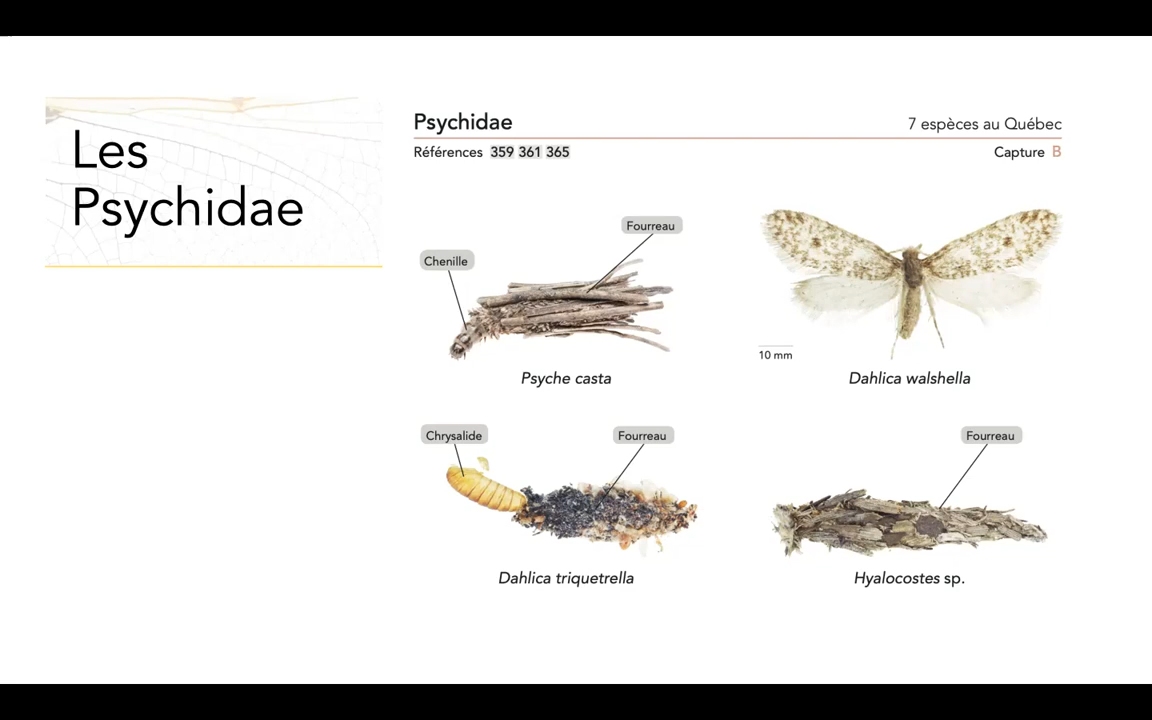 Les
Psychidae
Psychidae
7 espèces au Québec
Références 359 361 365
Capture B
Fourreau
Chenille
10 mm
Psyche casta
Dahlica walshella
Chrysalide
Fourreau
Fourreau
Dahlica triquetrella
Hyalocostes sp.